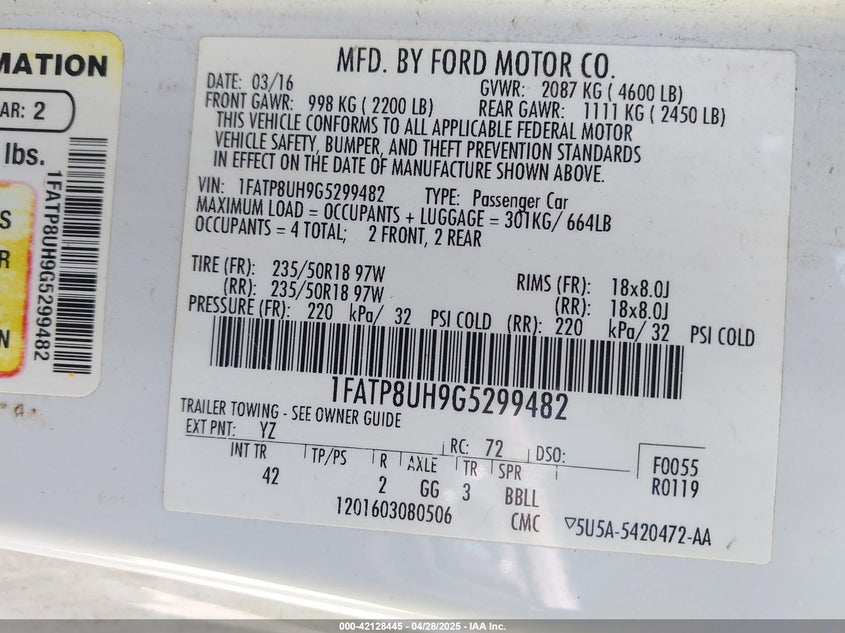 MATION
AR: 2
lbs.
S
R
N
1FATP8UH9G5299482
MFD. BY FORD MOTOR CO.
DATE: 03/16 GVWR: 2087 KG ( 4600 LB)
FRONT GAWR: 998 KG ( 2200 LB) REAR GAWR: 1111 KG ( 2450 LB)
THIS VEHICLE CONFORMS TO ALL APPLICABLE FEDERAL MOTOR
VEHICLE SAFETY, BUMPER, AND THEFT PREVENTION STANDARDS
IN EFFECT ON THE DATE OF MANUFACTURE SHOWN ABOVE.
VIN: 1FATP8UH9G5299482 TYPE: Passenger Car
MAXIMUM LOAD = OCCUPANTS + LUGGAGE = 301KG/ 664LB
OCCUPANTS = 4 TOTAL; 2 FRONT, 2 REAR
TIRE (FR): 235/50R18 97W RIMS (FR): 18x8.0J
(RR): 235/50R18 97W (RR): 18x8.0J
PRESSURE (FR): 220 kPa/ 32 PSI COLD (RR): 220 kPa/ 32 PSI COLD
1FATP8UH9G5299482
TRAILER TOWING - SEE OWNER GUIDE
EXT PNT: YZ RC: 72 DSO:
INT TR TP/PS R AXLE TR SPR F0055
42 2 GG 3 BBLL R0119
1201603080506 CMC ▽5U5A-5420472-AA
000-42128445 - 04/28/2025 - IAA Inc.